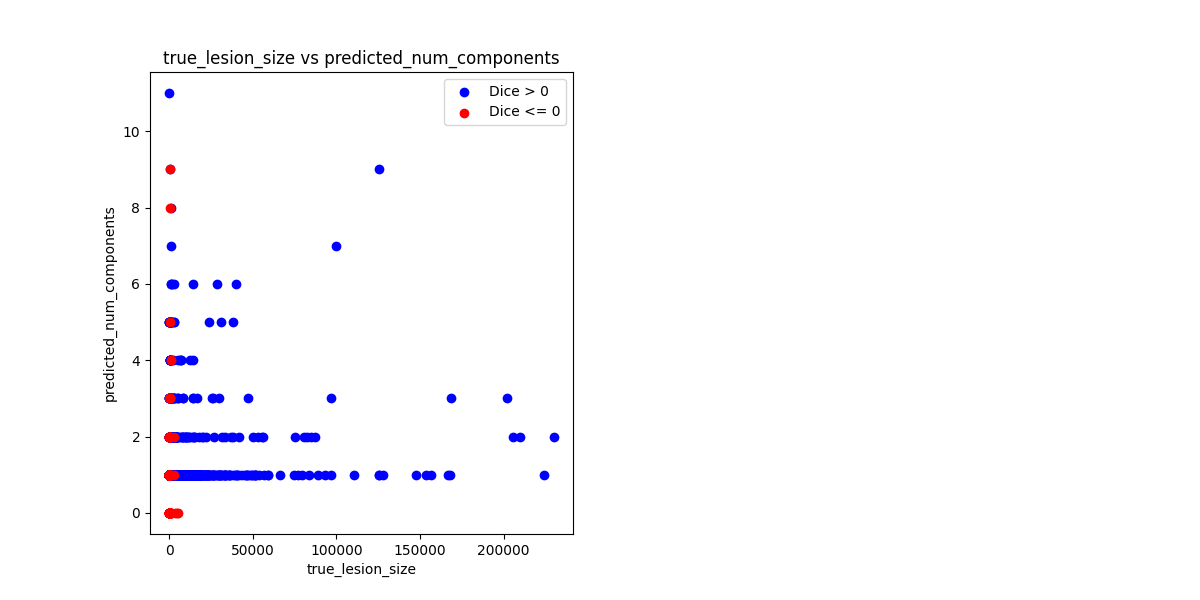 true_lesion_size vs predicted_num_components
Dice > 0
Dice <= 0
predicted_num_components
10
8
6
4
2
0
0 50000 100000 150000 200000
true_lesion_size